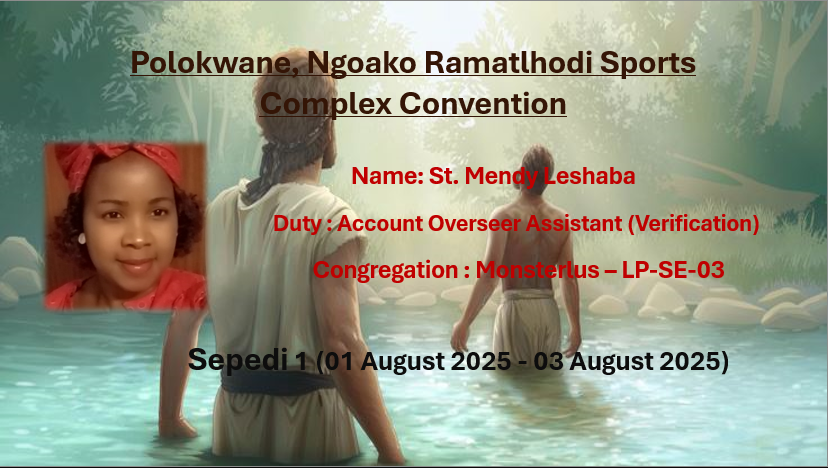 Polokwane, Ngoako Ramatlhodi Sports
Complex Convention
Name: St. Mendy Leshaba
Duty : Account Overseer Assistant (Verification)
Congregation : Monsterlus – LP-SE-03
Sepedi 1 (01 August 2025 - 03 August 2025)